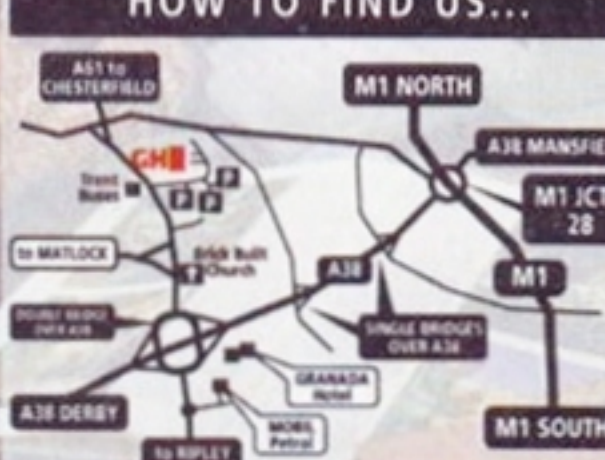 HOW TO FIND US...
A61 to
CHESTERFIELD
M1 NORTH
A38 MANSFIE
GH
Trent
Buses
P
P
P
M1 JCT
28
to MATLOCK
Brick Built
Church
A38
M1
DOUBLE BRIDGE
OVER A38
SINGLE BRIDGES
OVER A38
GRANADA
Hotel
A38 DERBY
MOBIL
Petrol
M1 SOUTH
to RIPLEY